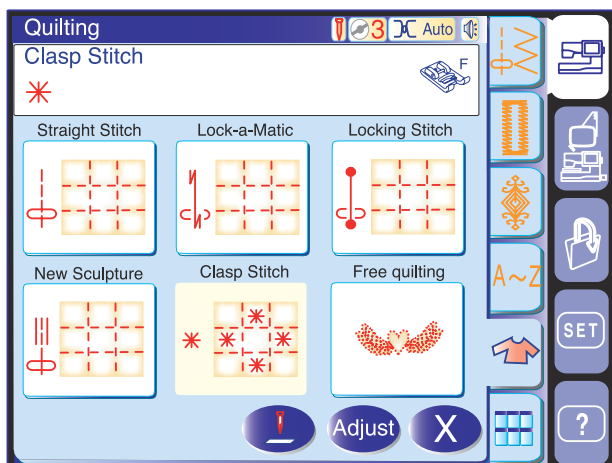 Quilting
3 Auto
Clasp Stitch
F
Straight Stitch Lock-a-Matic Locking Stitch
New Sculpture Clasp Stitch Free quilting
A~Z
SET
Adjust X
?